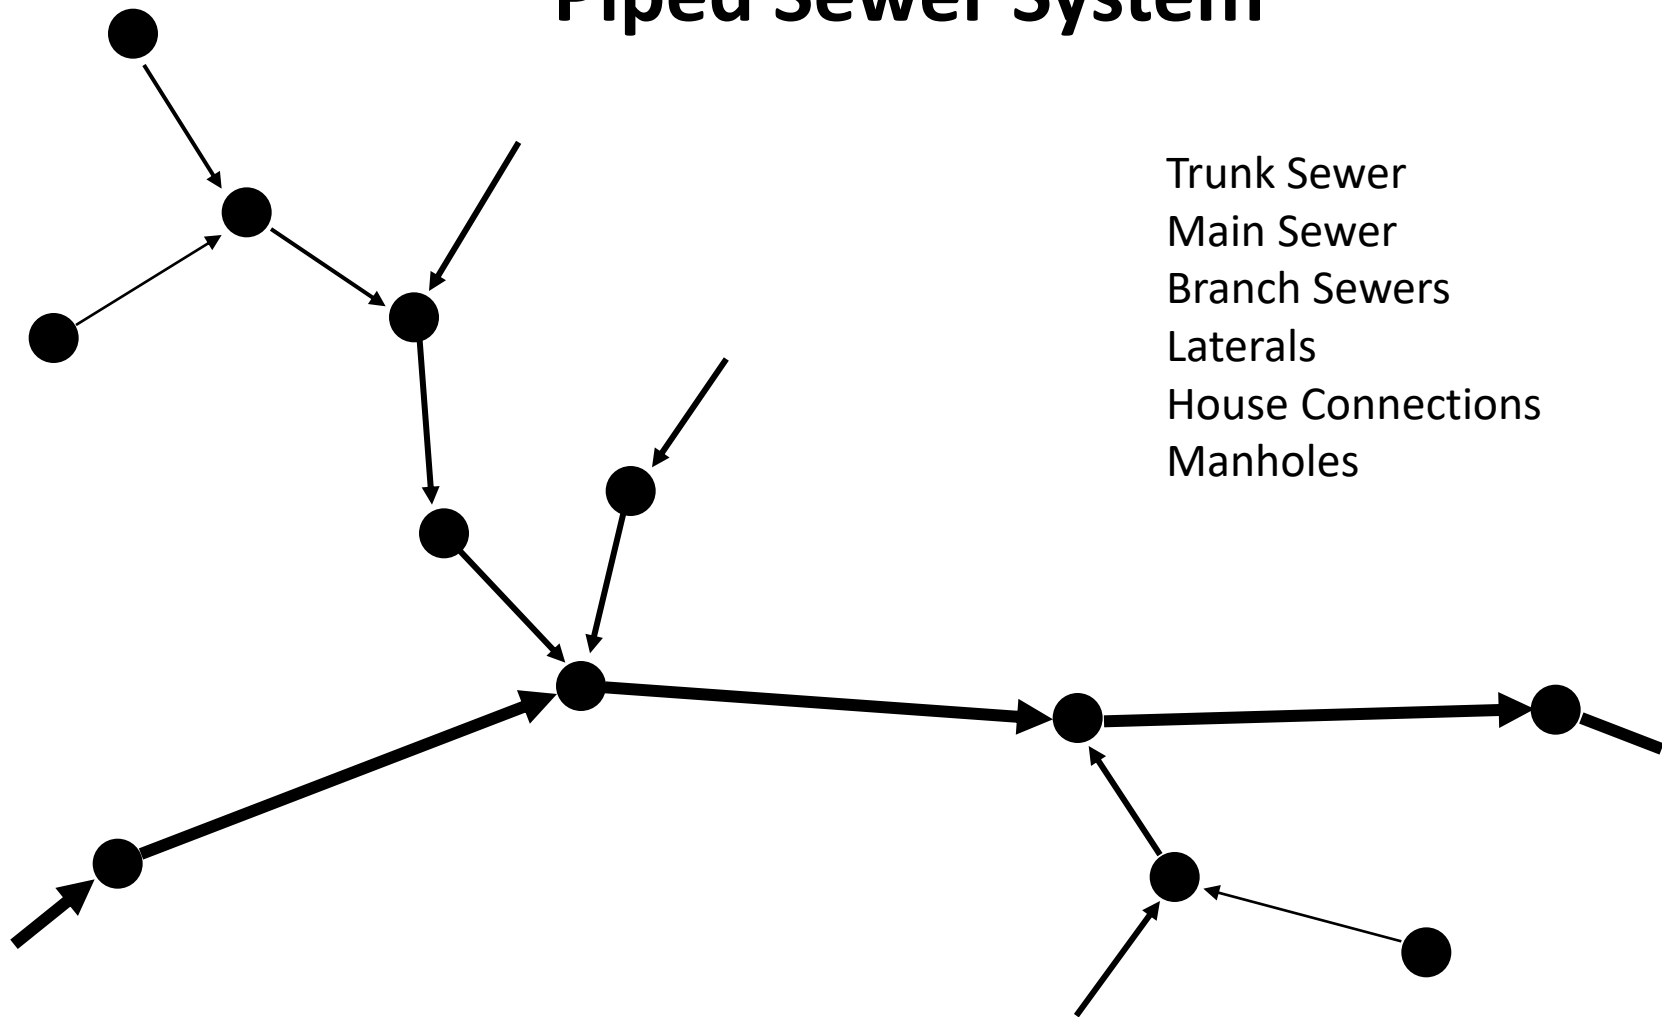 Piped Sewer System
Trunk Sewer
Main Sewer
Branch Sewers
Laterals
House Connections
Manholes